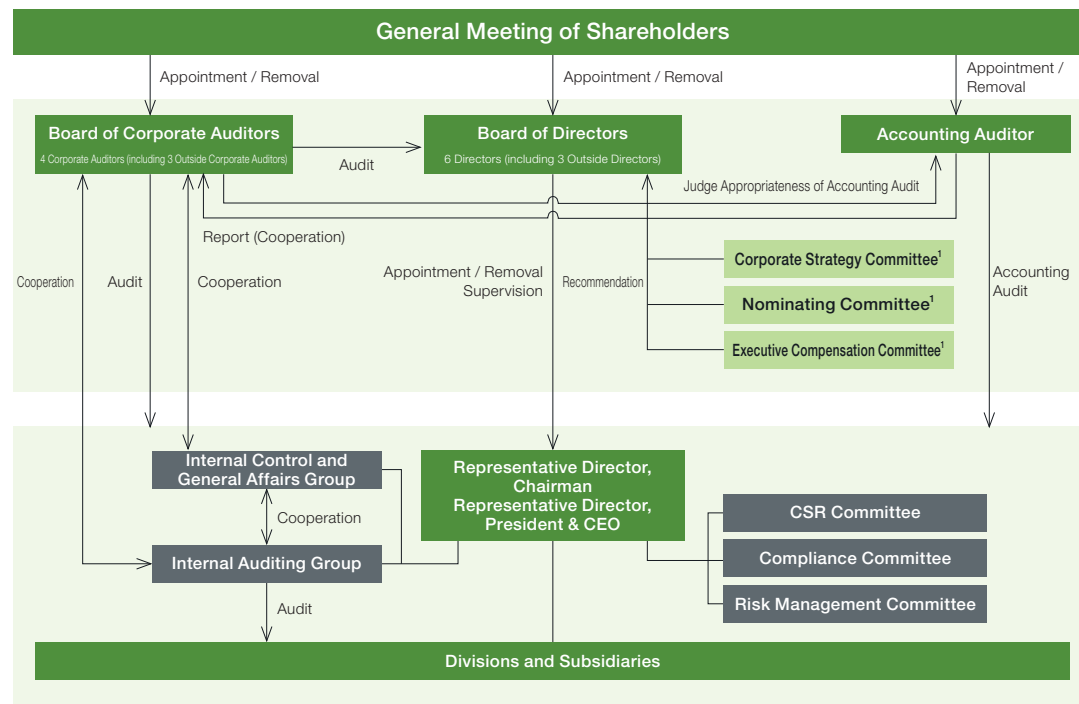 General Meeting of Shareholders
Appointment / Removal
Appointment / Removal
Appointment /
Removal
Board of Corporate Auditors
4 Corporate Auditors (including 3 Outside Corporate Auditors)
Audit
Board of Directors
6 Directors (including 3 Outside Directors)
Accounting Auditor
Judge Appropriateness of Accounting Audit
Report (Cooperation)
Cooperation
Audit
Cooperation
Appointment / Removal
Supervision
Recommendation
Corporate Strategy Committee¹
Nominating Committee¹
Executive Compensation Committee¹
Accounting
Audit
Internal Control and
General Affairs Group
Cooperation
Internal Auditing Group
Audit
Representative Director,
Chairman
Representative Director,
President & CEO
CSR Committee
Compliance Committee
Risk Management Committee
Divisions and Subsidiaries